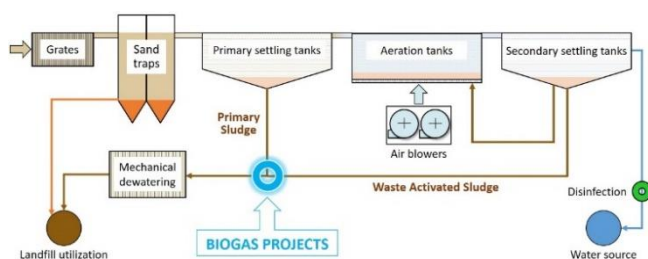 Grates
Sand
traps
Primary settling tanks
Aeration tanks
Secondary settling tanks
Primary
Sludge
Air blowers
Mechanical
dewatering
Waste Activated Sludge
Disinfection
BIOGAS PROJECTS
Landfill utilization
Water source